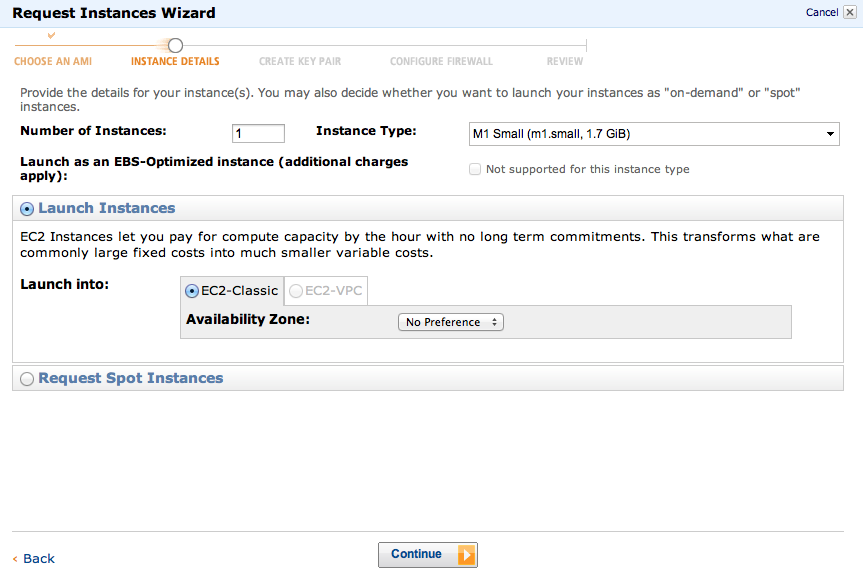 Request Instances Wizard
Cancel
CHOOSE AN AMI
INSTANCE DETAILS
CREATE KEY PAIR
CONFIGURE FIREWALL
REVIEW
Provide the details for your instance(s). You may also decide whether you want to launch your instances as "on-demand" or "spot"
instances.
Number of Instances:
1
Instance Type:
M1 Small (m1.small, 1.7 GiB)
Launch as an EBS-Optimized instance (additional charges
apply):
Not supported for this instance type
Launch Instances
EC2 Instances let you pay for compute capacity by the hour with no long term commitments. This transforms what are
commonly large fixed costs into much smaller variable costs.
Launch into:
EC2-Classic
EC2-VPC
Availability Zone:
No Preference
Request Spot Instances
< Back
Continue